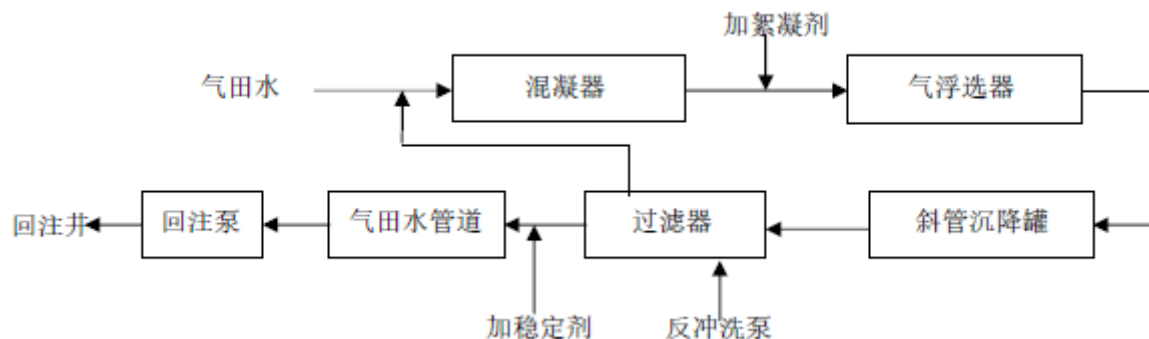 加絮凝剂
气田水
混凝器
气浮选器
回注井
回注泵
气田水管道
过滤器
斜管沉降罐
加稳定剂
反冲洗泵